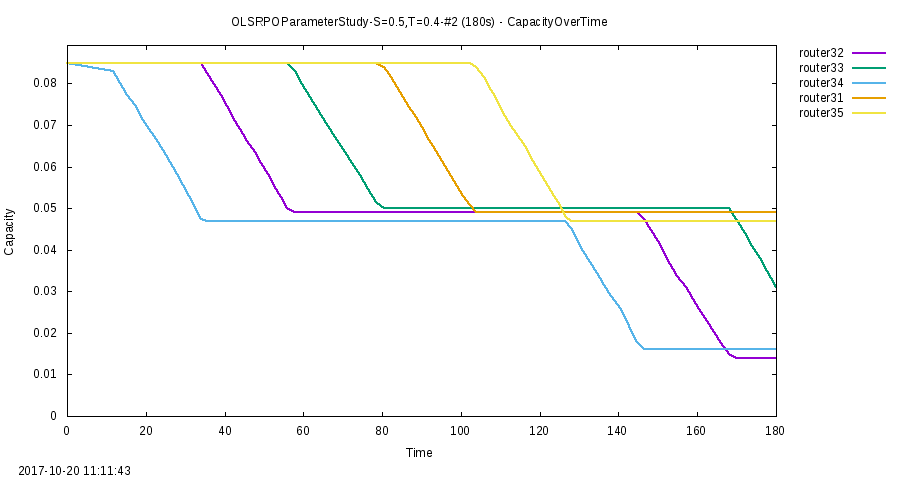 OLSRPOParameterStudy-S=0.5,T=0.4-#2 (180s) - CapacityOverTime
router32
router33
router34
router31
router35
0.08
0.07
0.06
0.05
0.04
0.03
0.02
0.01
0
Capacity
0 20 40 60 80 100 120 140 160 180
Time
2017-10-20 11:11:43